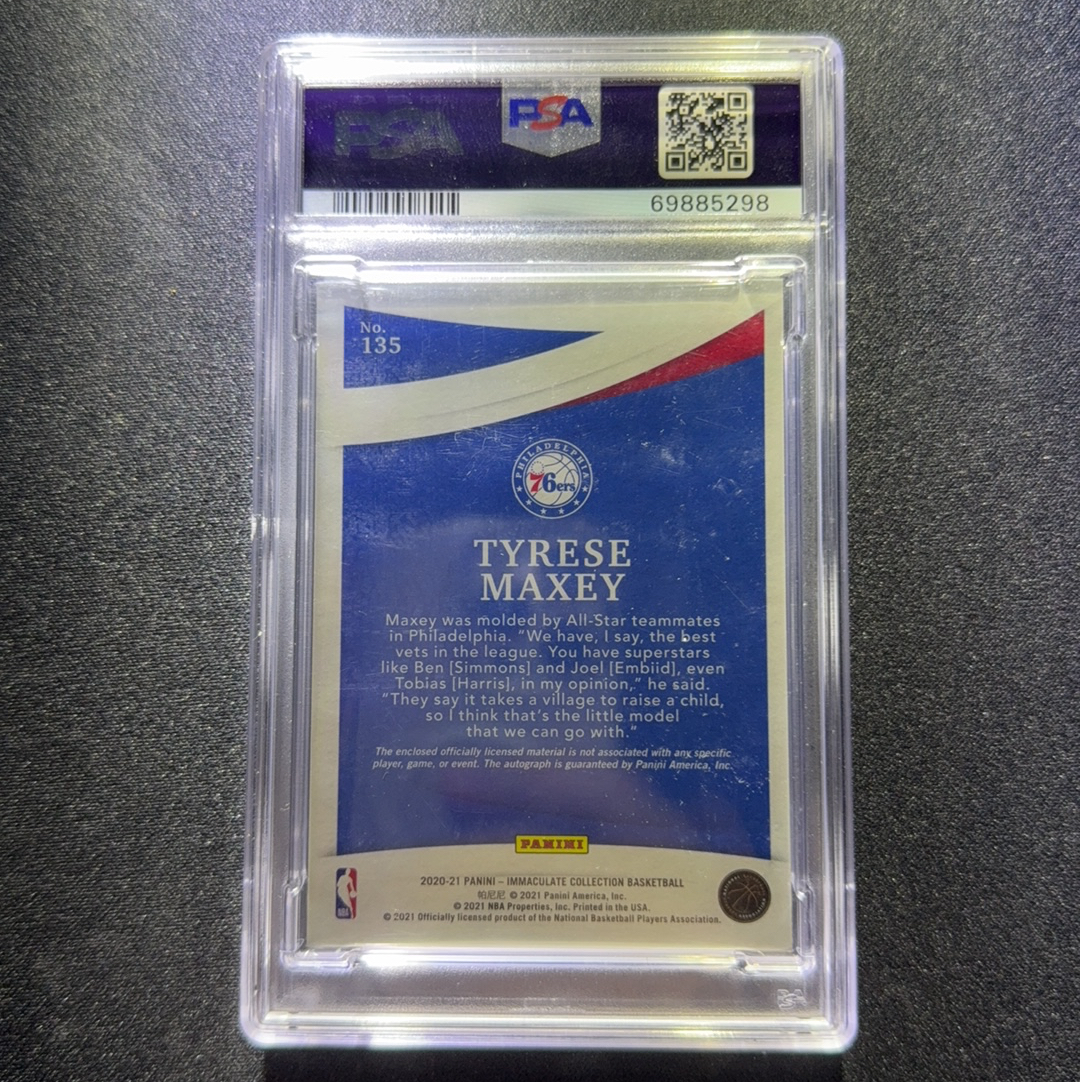 PSA
PSA
69885298
No.
135
PHILADELPHIA
76ers
TYRESE
MAXEY
Maxey was molded by All-Star teammates
in Philadelphia. “We have, I say, the best
vets in the league. You have superstars
like Ben [Simmons] and Joel [Embiid], even
Tobias [Harris], in my opinion,” he said.
“They say it takes a village to raise a child,
so I think that’s the little model
that we can go with.”
The enclosed officially licensed material is not associated with any specific
player, game, or event. The autograph is guaranteed by Panini America, Inc.
PANINI
2020-21 PANINI – IMMACULATE COLLECTION BASKETBALL
帕尼尼 © 2021 Panini America, Inc.
© 2021 NBA Properties, Inc. Printed in the USA.
© 2021 Officially licensed product of the National Basketball Players Association.
NBA